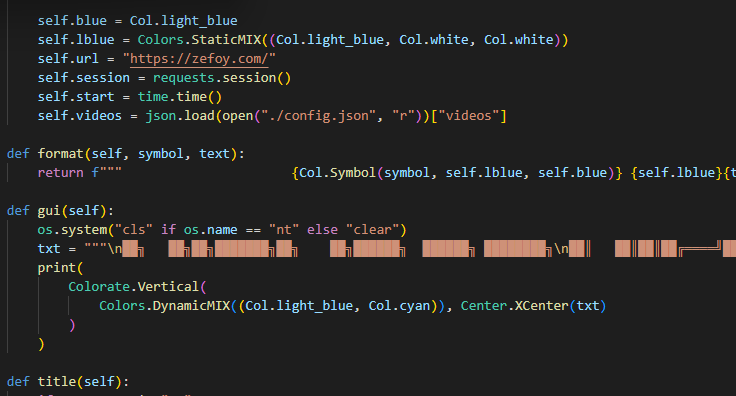 self.blue = Col.light_blue
self.lblue = Colors.StaticMIX((Col.light_blue, Col.white, Col.white))
self.url = "https://zefoy.com/"
self.session = requests.session()
self.start = time.time()
self.videos = json.load(open("./config.json", "r"))["videos"]
def format(self, symbol, text):
return f"""                      {Col.Symbol(symbol, self.lblue, self.blue)} {self.lblue}{t
def gui(self):
os.system("cls" if os.name == "nt" else "clear")
txt = """\n██╗   ██╗██╗███████╗██╗    ██╗██████╗  ██████╗ ████████╗\n██║   ██║██║██╔════╝██
print(
Colorate.Vertical(
Colors.DynamicMIX((Col.light_blue, Col.cyan)), Center.XCenter(txt)
)
)
def title(self):